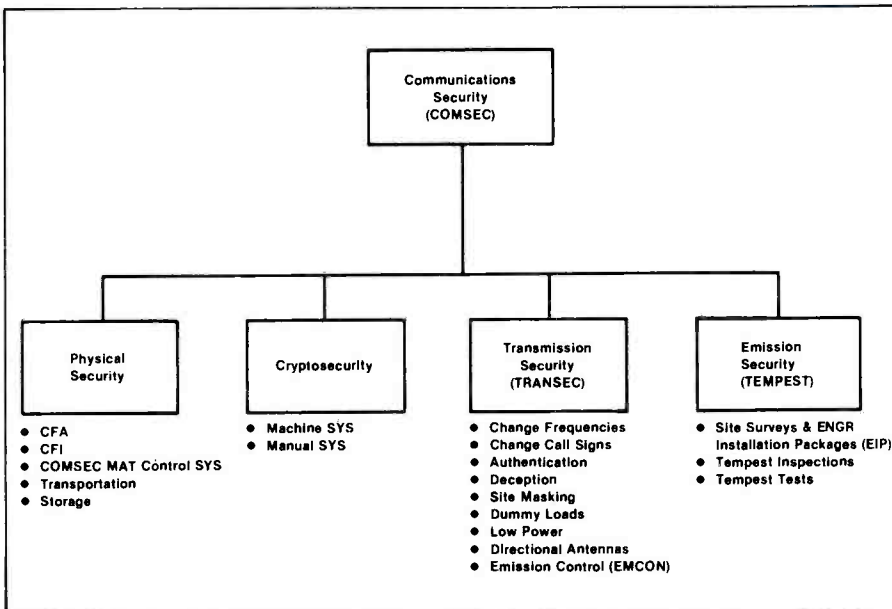 Communications
Security
(COMSEC)
Physical
Security
● CFA
● CFI
● COMSEC MAT Control SYS
● Transportation
● Storage
Cryptosecurity
● Machine SYS
● Manual SYS
Transmission
Security
(TRANSEC)
● Change Frequencies
● Change Call Signs
● Authentication
● Deception
● Site Masking
● Dummy Loads
● Low Power
● Directional Antennas
● Emission Control (EMCON)
Emission
Security
(TEMPEST)
● Site Surveys & ENGR
Installation Packages (EIP)
● Tempest Inspections
● Tempest Tests